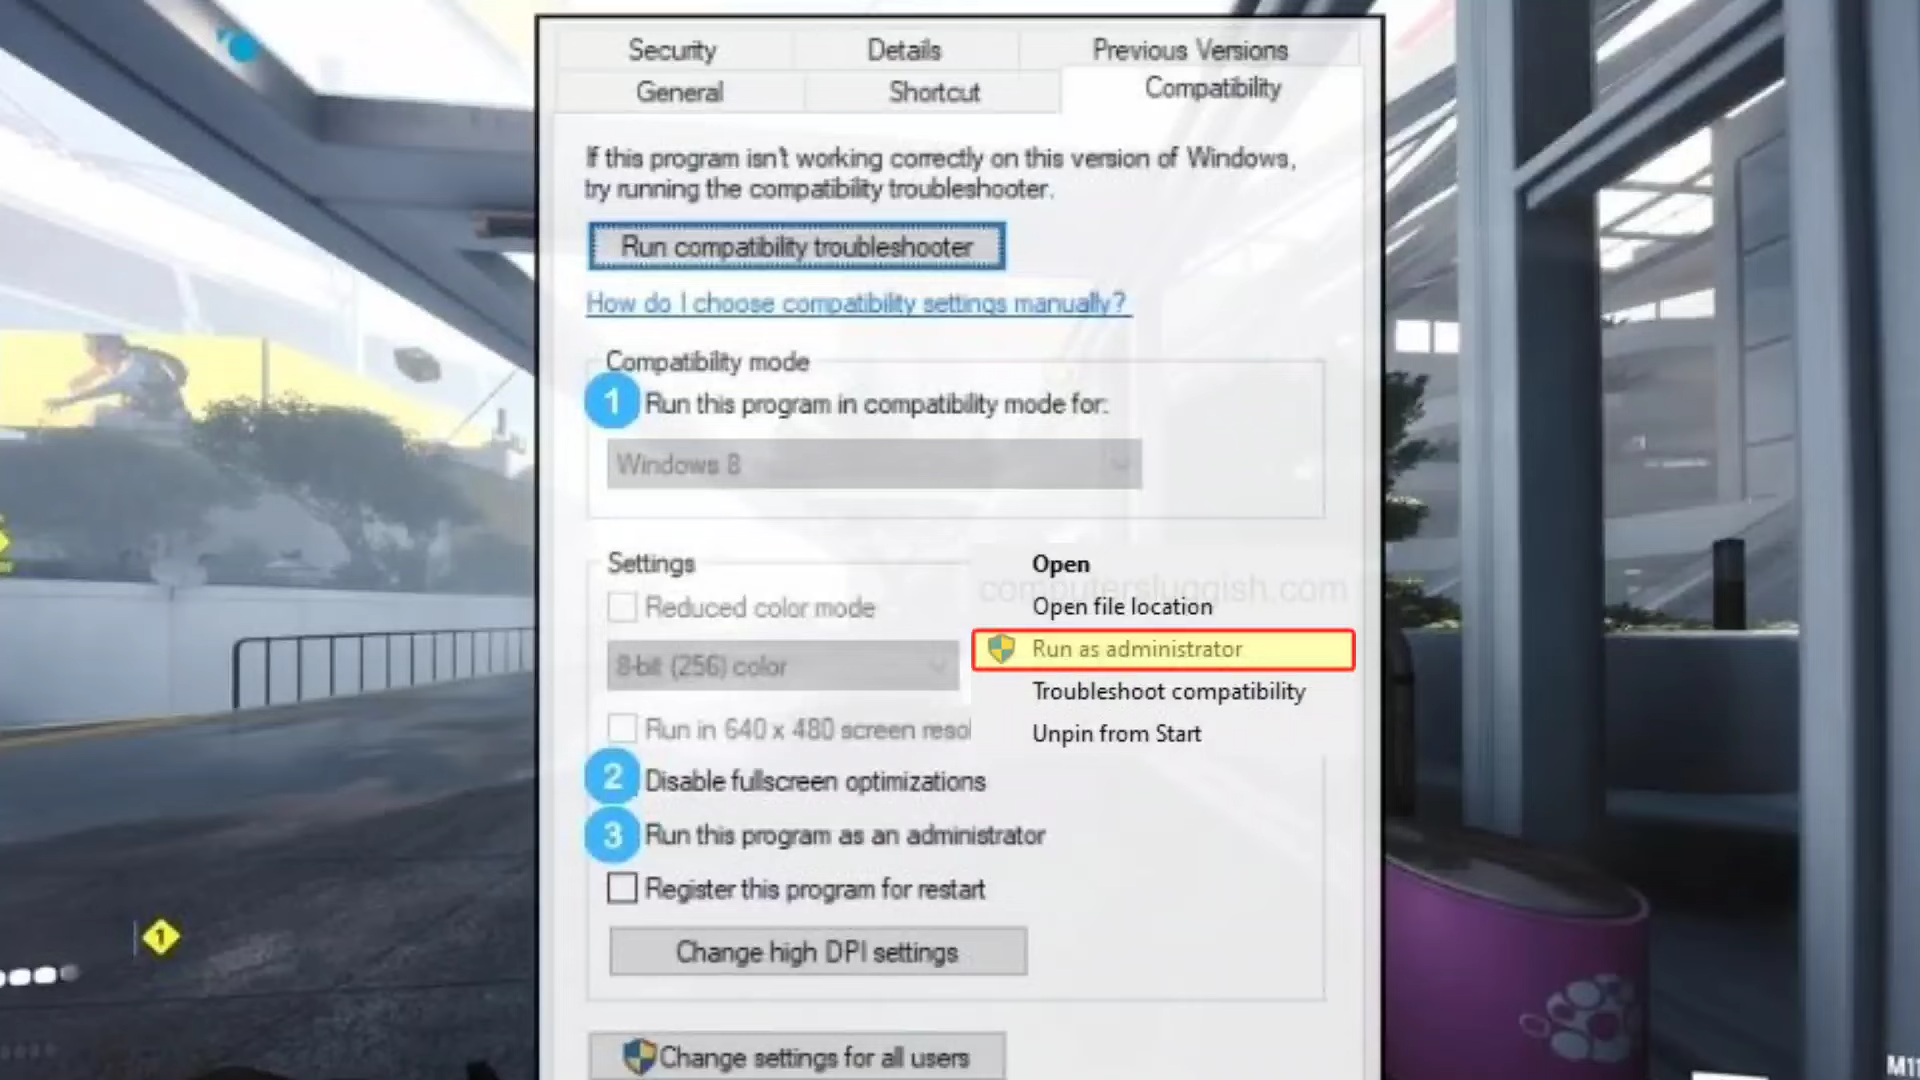 Security
Details
Previous Versions
General
Shortcut
Compatibility
If this program isn't working correctly on this version of Windows,
try running the compatibility troubleshooter.
Run compatibility troubleshooter
How do I choose compatibility settings manually?
Compatibility mode
1
Run this program in compatibility mode for:
Windows 8
Settings
Open
computersluggish.com
Reduced color mode
Open file location
Run as administrator
8-bit (256) color
Troubleshoot compatibility
Run in 640 x 480 screen resol
Unpin from Start
2
Disable fullscreen optimizations
3
Run this program as an administrator
Register this program for restart
1
Change high DPI settings
Change settings for all users